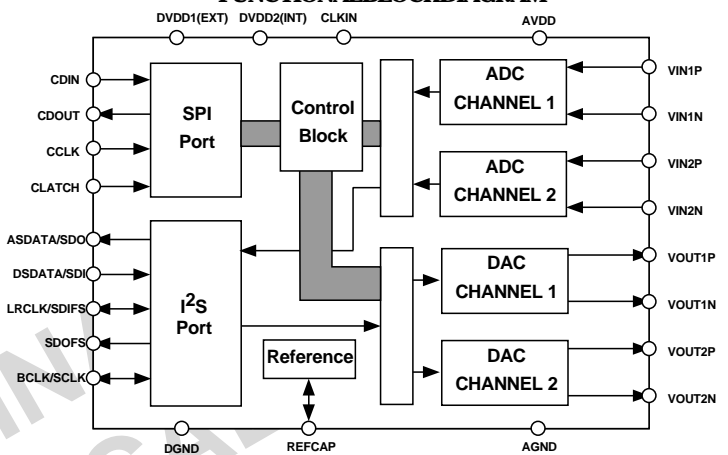 FUNCTIONALBLOCKDIAGRAM
DVDD1(EXT) DVDD2(INT) CLKIN AVDD
CDIN
CDOUT
CCLK
CLATCH
SPI
Port
Control
Block
ADC
CHANNEL 1
ADC
CHANNEL 2
VIN1P
VIN1N
VIN2P
VIN2N
ASDATA/SDO
DSDATA/SDI
LRCLK/SDIFS
SDOFS
BCLK/SCLK
I2S
Port
Reference
DAC
CHANNEL 1
DAC
CHANNEL 2
VOUT1P
VOUT1N
VOUT2P
VOUT2N
DGND REFCAP AGND